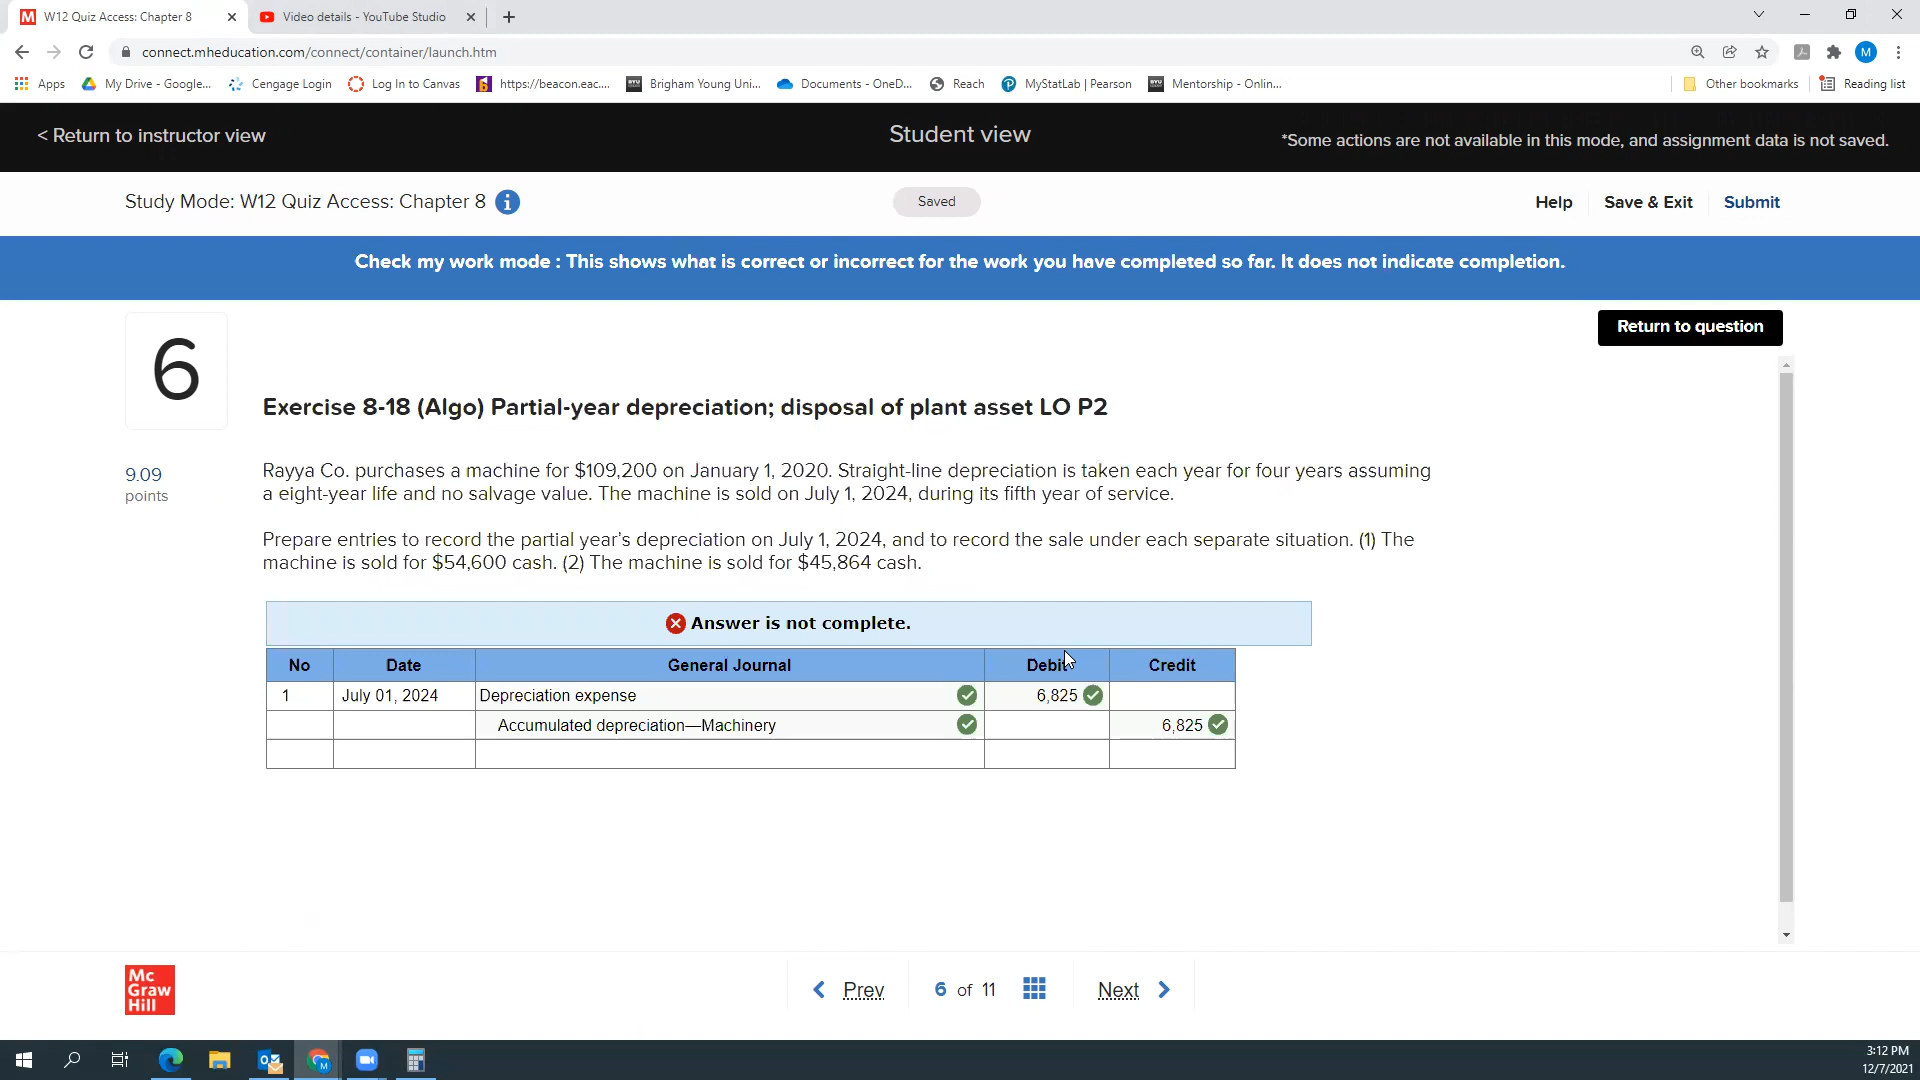 W12 Quiz Access: Chapter 8
Video details - YouTube Studio
connect.mheducation.com/connect/container/launch.htm
M
Apps
My Drive - Google...
Cengage Login
Log In to Canvas
https://beacon.eac....
Brigham Young Uni...
Documents - OneD...
Reach
MyStatLab | Pearson
Mentorship - Onlin...
Other bookmarks
Reading list
< Return to instructor view
Student view
*Some actions are not available in this mode, and assignment data is not saved.
Study Mode: W12 Quiz Access: Chapter 8
Saved
Help
Save & Exit
Submit
Check my work mode : This shows what is correct or incorrect for the work you have completed so far. It does not indicate completion.
6
Return to question
Exercise 8-18 (Algo) Partial-year depreciation; disposal of plant asset LO P2
9.09
points
Rayya Co. purchases a machine for $109,200 on January 1, 2020. Straight-line depreciation is taken each year for four years assuming
a eight-year life and no salvage value. The machine is sold on July 1, 2024, during its fifth year of service.
Prepare entries to record the partial year's depreciation on July 1, 2024, and to record the sale under each separate situation. (1) The
machine is sold for $54,600 cash. (2) The machine is sold for $45,864 cash.
Answer is not complete.
No Date General Journal Debit Credit
1 July 01, 2024 Depreciation expense 6,825
Accumulated depreciation—Machinery 6,825
Mc
Graw
Hill
Prev
6 of 11
Next
3:12 PM
12/7/2021